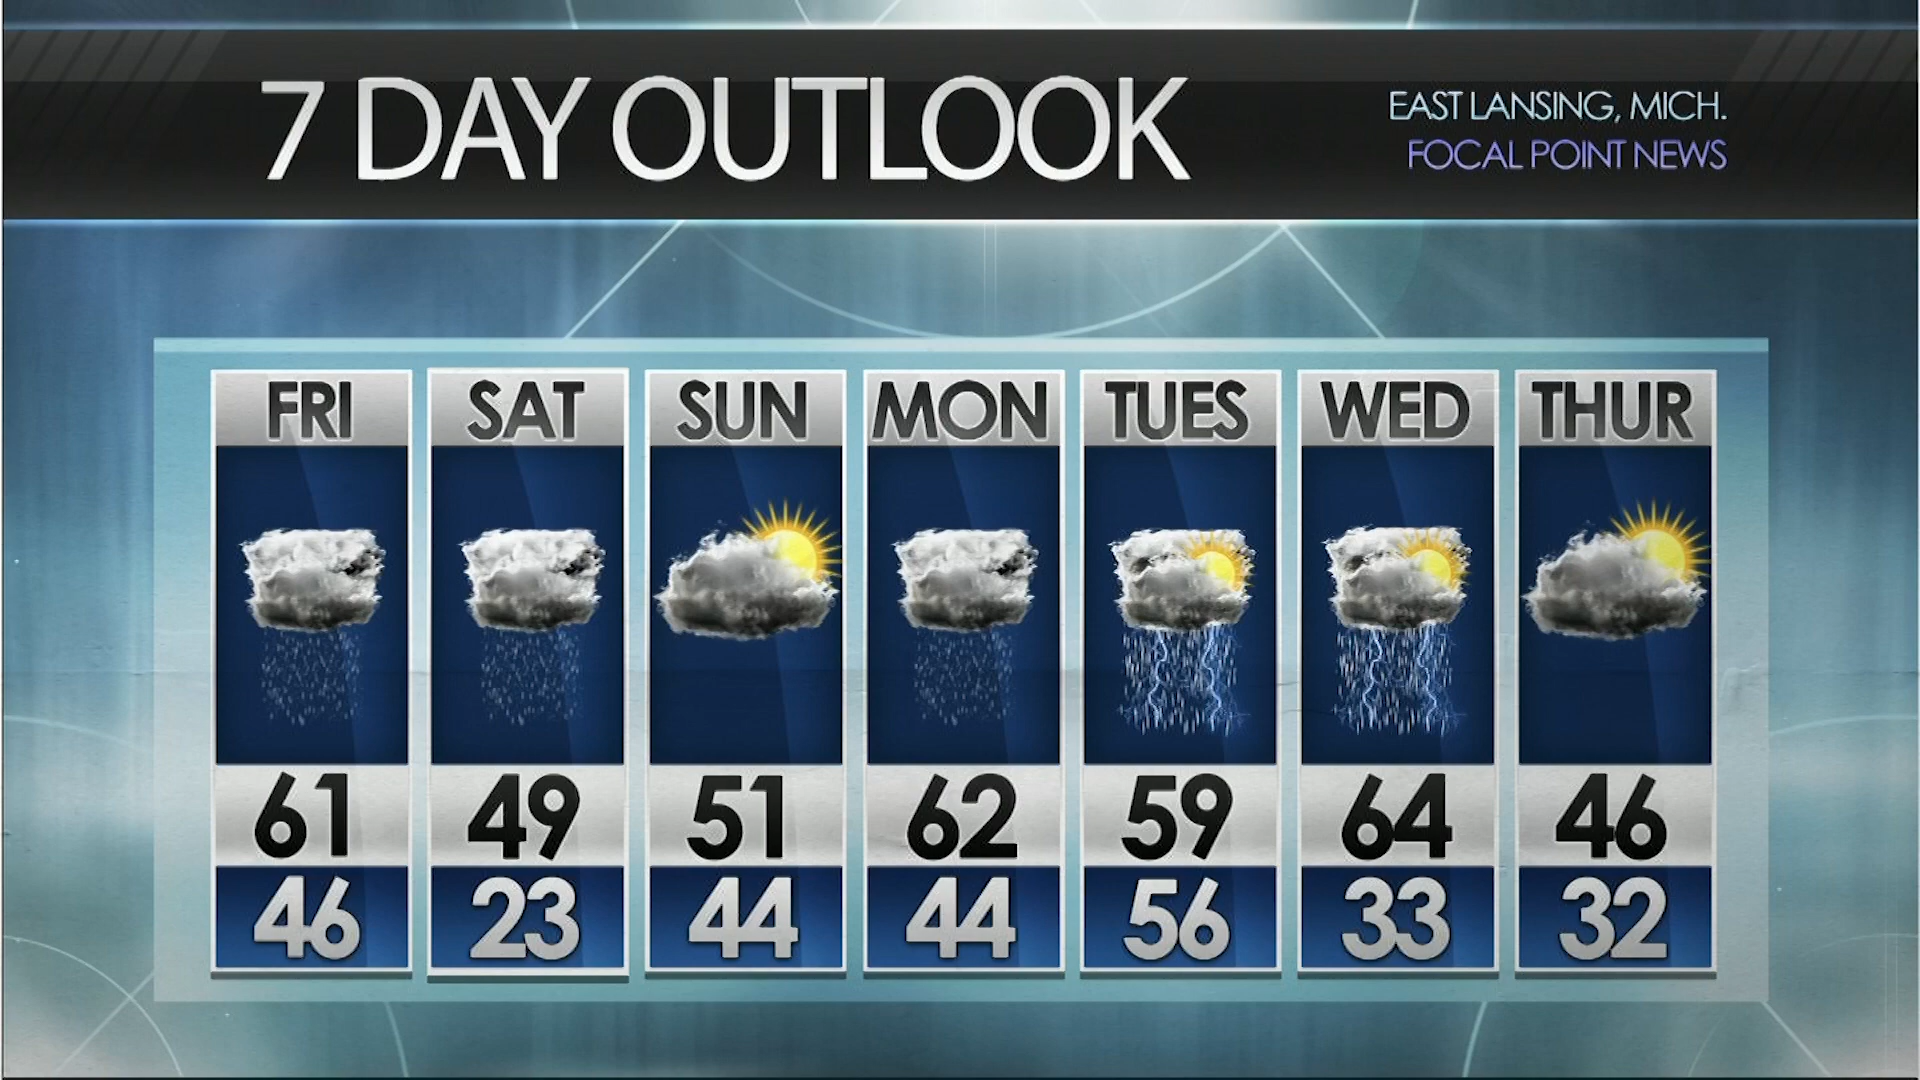 7 DAY OUTLOOK
EAST LANSING, MICH.
FOCAL POINT NEWS
FRI SAT SUN MON TUES WED THUR
61 49 51 62 59 64 46
46 23 44 44 56 33 32